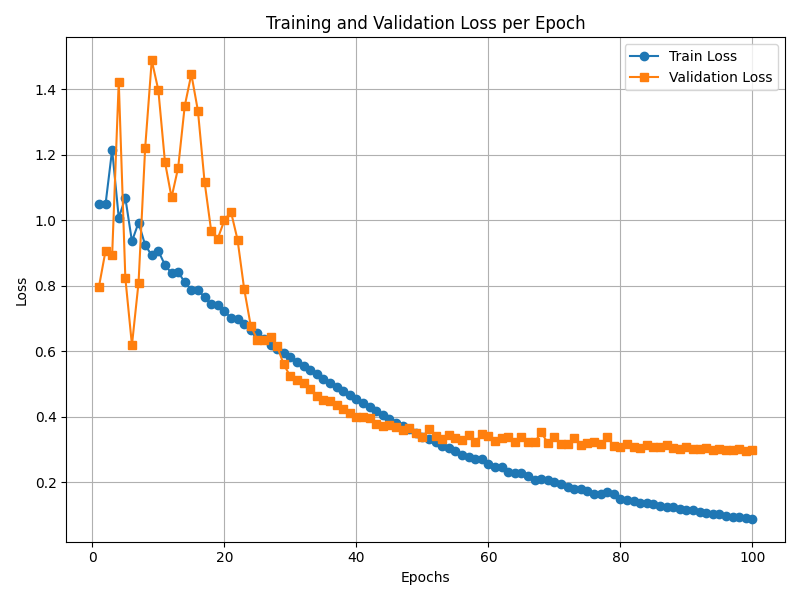 Training and Validation Loss per Epoch
Train Loss
Validation Loss
1.4
1.2
1.0
0.8
0.6
0.4
0.2
Loss
0
20
40
60
80
100
Epochs